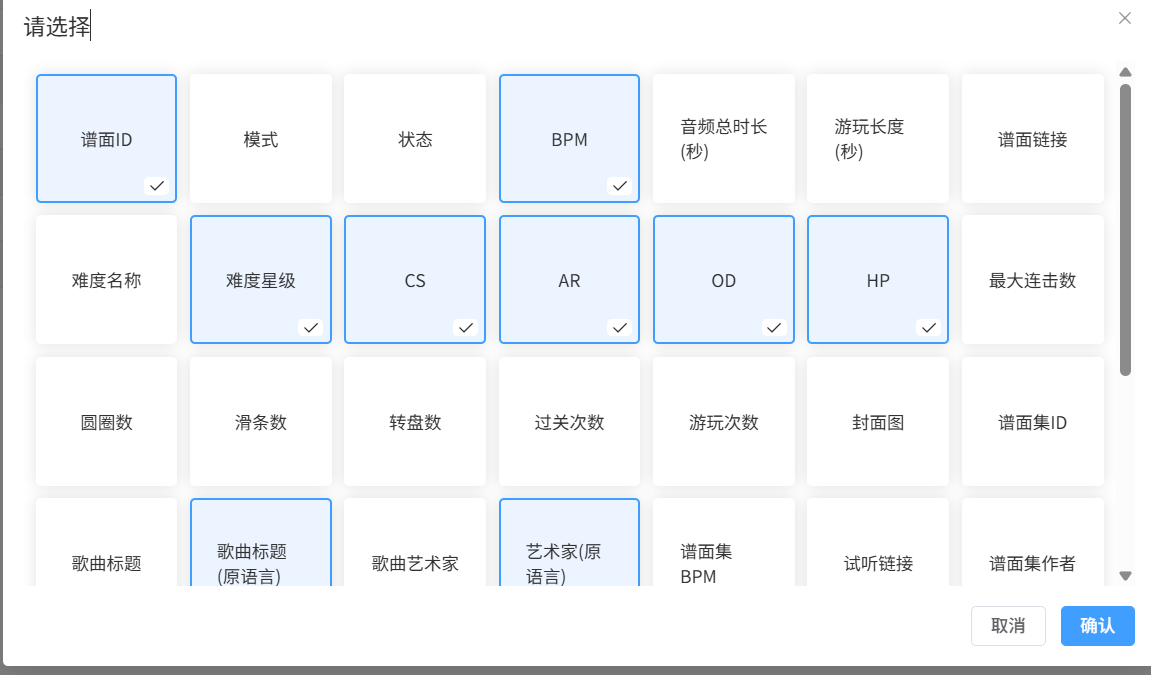 请选择
谱面ID
模式
状态
BPM
音频总时长
(秒)
游玩长度
(秒)
谱面链接
难度名称
难度星级
CS
AR
OD
HP
最大连击数
圆圈数
滑条数
转盘数
过关次数
游玩次数
封面图
谱面集ID
歌曲标题
歌曲标题
(原语言)
歌曲艺术家
艺术家(原
语言)
谱面集
BPM
试听链接
谱面集作者
取消
确认